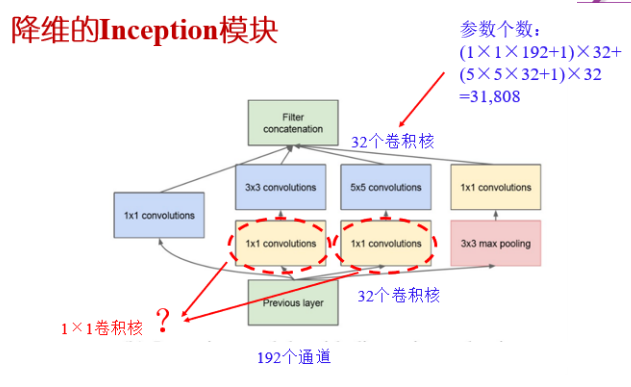 降维的Inception模块
参数个数：
(1×1×192+1)×32+
(5×5×32+1)×32
=31,808
Filter
concatenation
32个卷积核
3x3 convolutions
5x5 convolutions
1x1 convolutions
1x1 convolutions
1x1 convolutions
1x1 convolutions
3x3 max pooling
Previous layer
32个卷积核
1×1卷积核 ？
192个通道